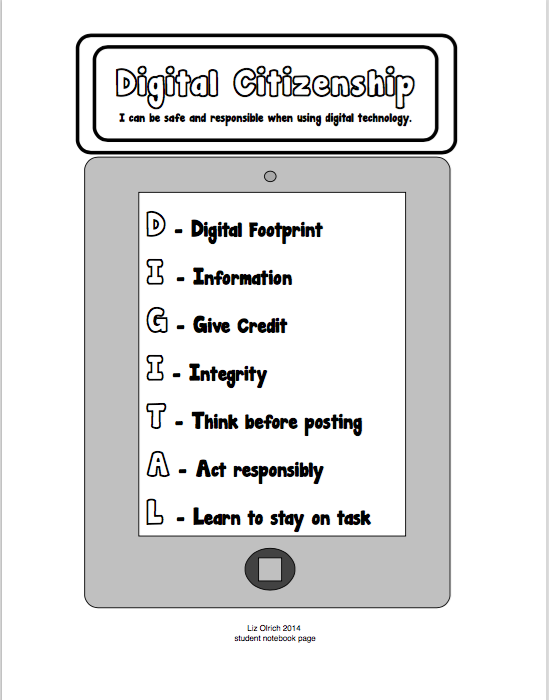 Digital Citizenship
I can be safe and responsible when using digital technology.
D - Digital Footprint
I - Information
G - Give Credit
I - Integrity
T - Think before posting
A - Act responsibly
L - Learn to stay on task
Liz Olrich 2014
student notebook page